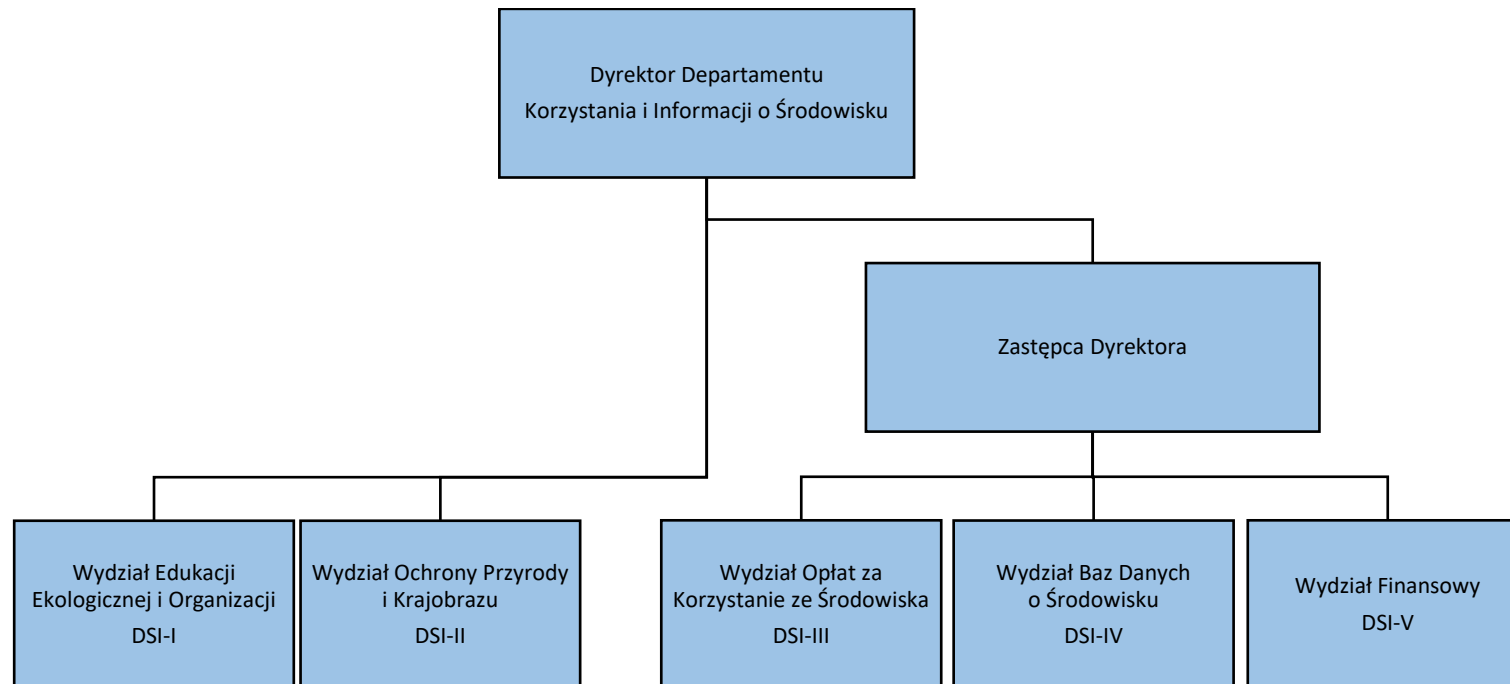 Dyrektor Departamentu
Korzystania i Informacji o Środowisku
Zastępca Dyrektora
Wydział Edukacji
Ekologicznej i Organizacji
DSI-I
Wydział Ochrony Przyrody
i Krajobrazu
DSI-II
Wydział Opłat za
Korzystanie ze Środowiska
DSI-III
Wydział Baz Danych
o Środowisku
DSI-IV
Wydział Finansowy
DSI-V